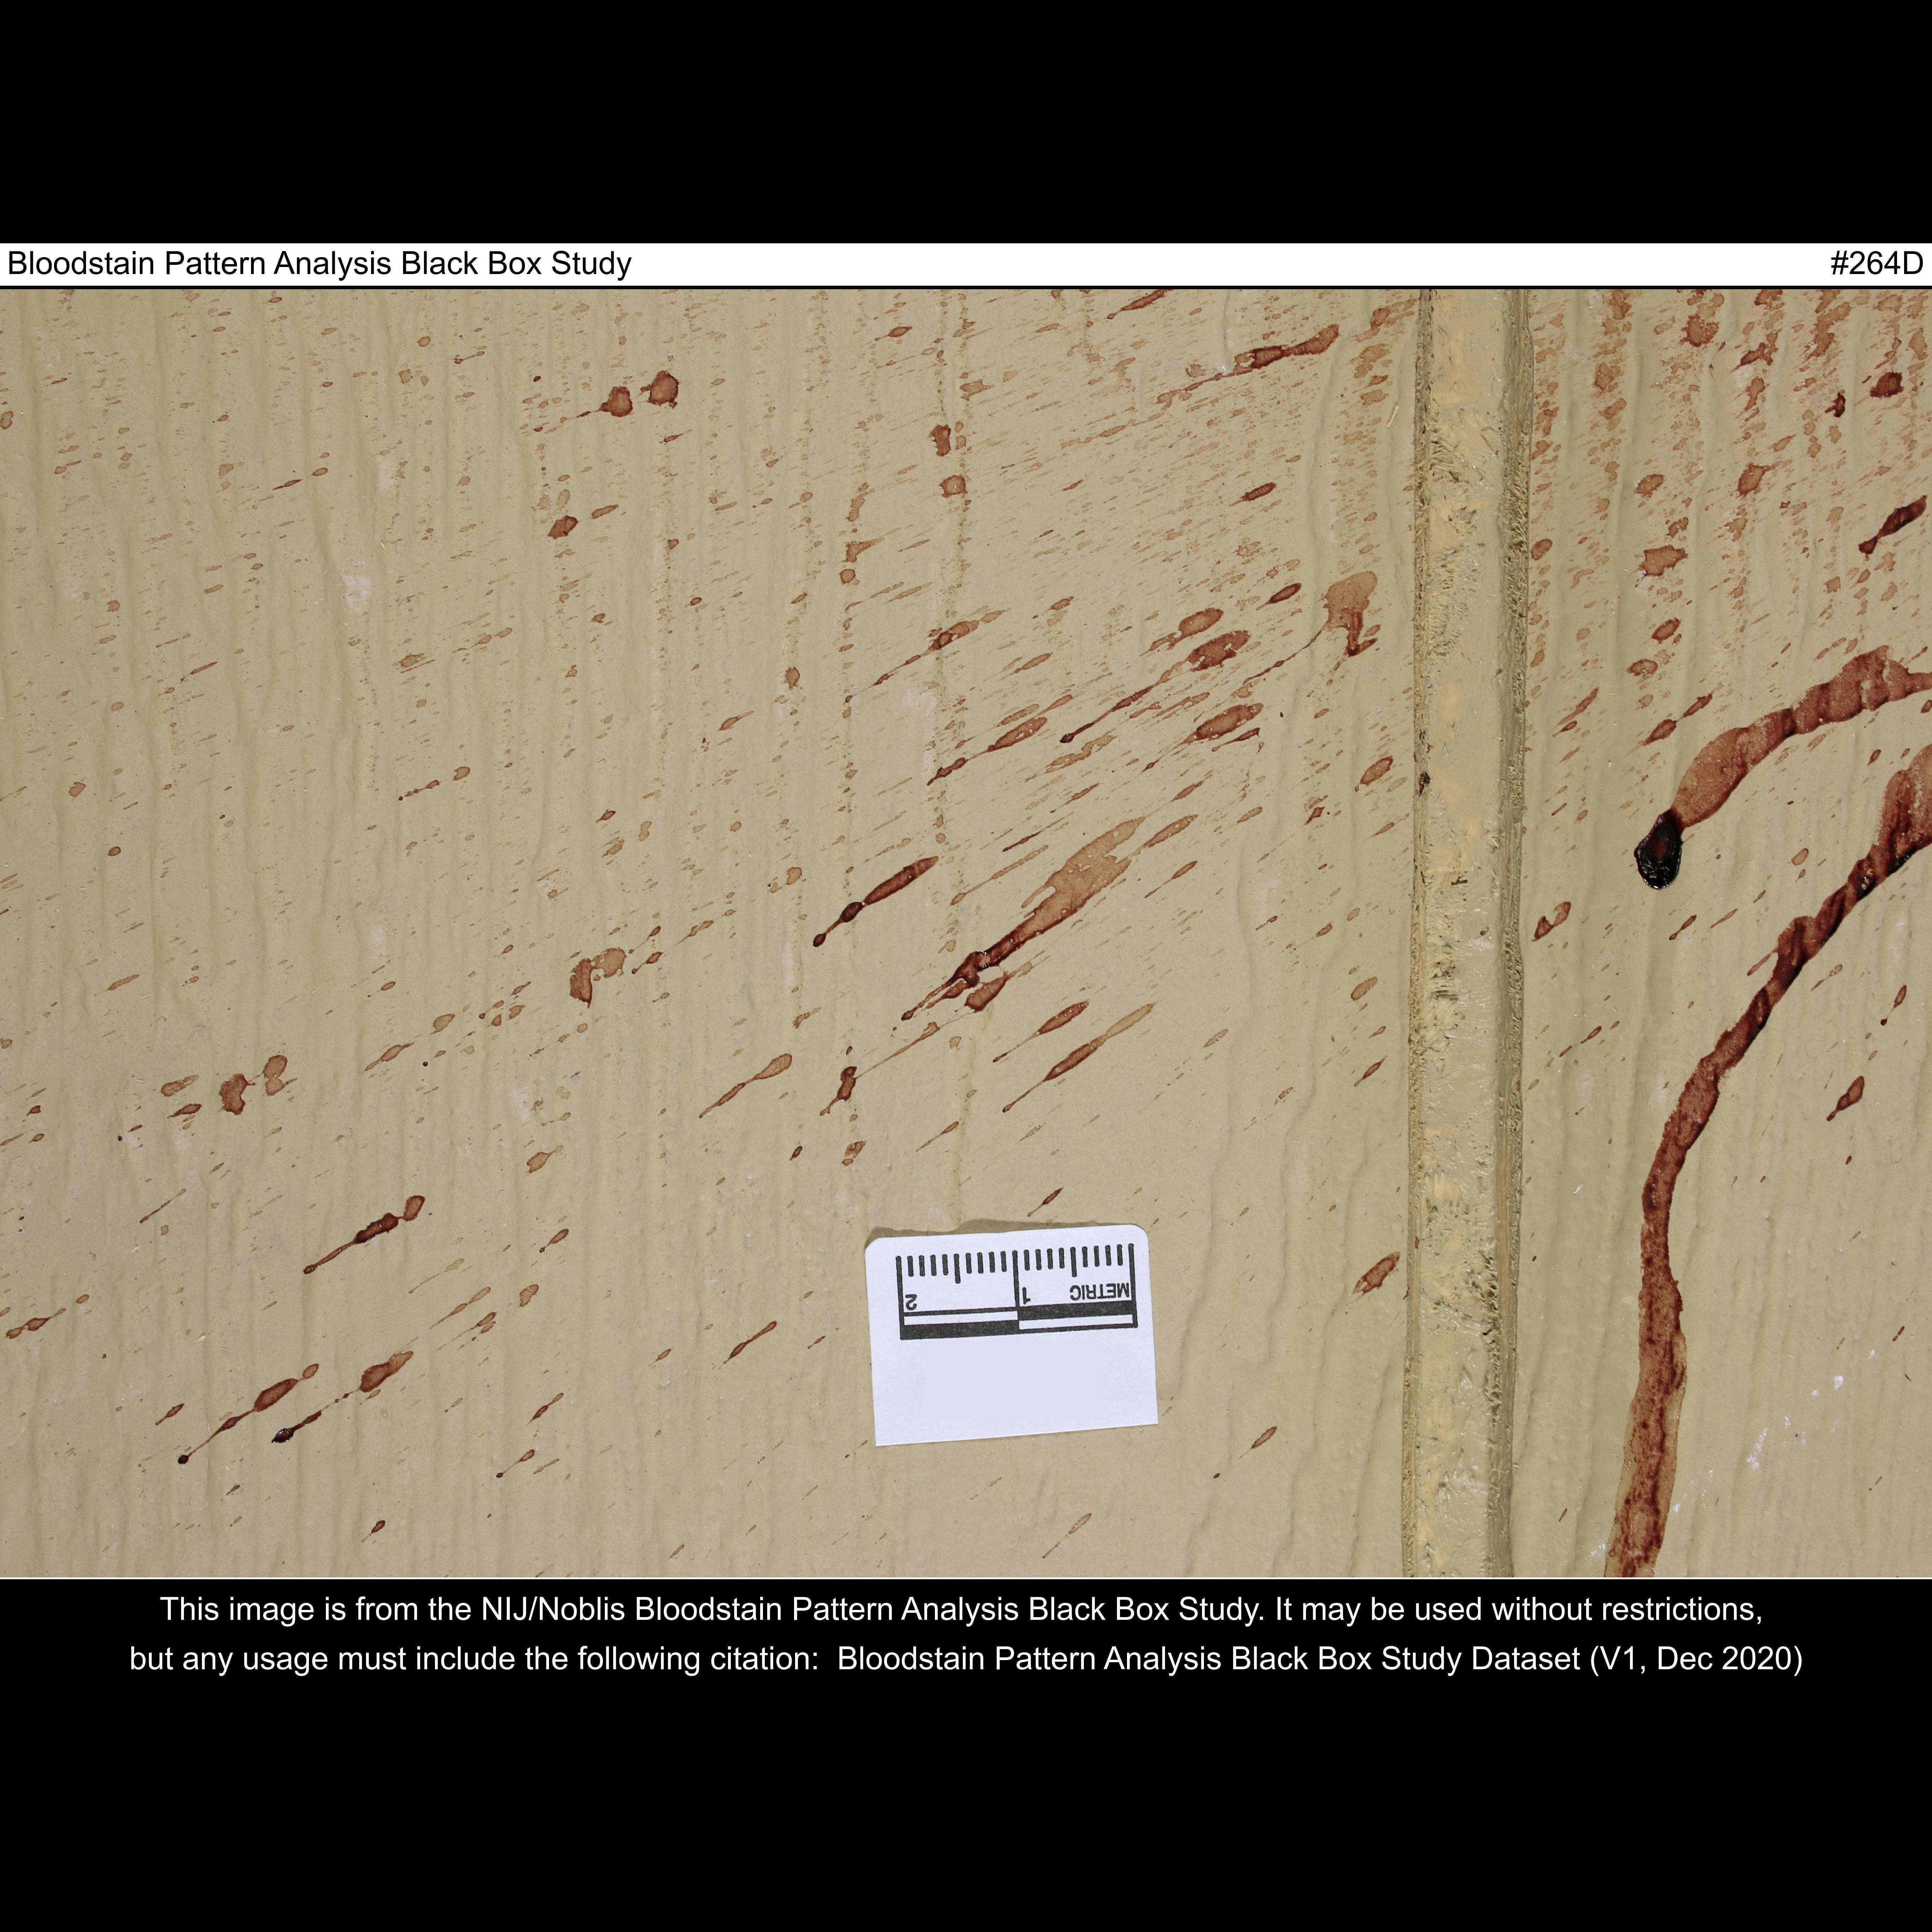 Bloodstain Pattern Analysis Black Box Study #264D
2 1 METRIC
This image is from the NIJ/Noblis Bloodstain Pattern Analysis Black Box Study. It may be used without restrictions,
but any usage must include the following citation: Bloodstain Pattern Analysis Black Box Study Dataset (V1, Dec 2020)